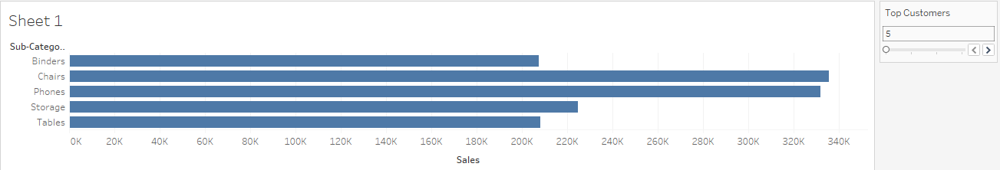 Sheet 1
Sub-Catego..
Binders
Chairs
Phones
Storage
Tables
0K 20K 40K 60K 80K 100K 120K 140K 160K 180K 200K 220K 240K 260K 280K 300K 320K 340K
Sales
Top Customers
5